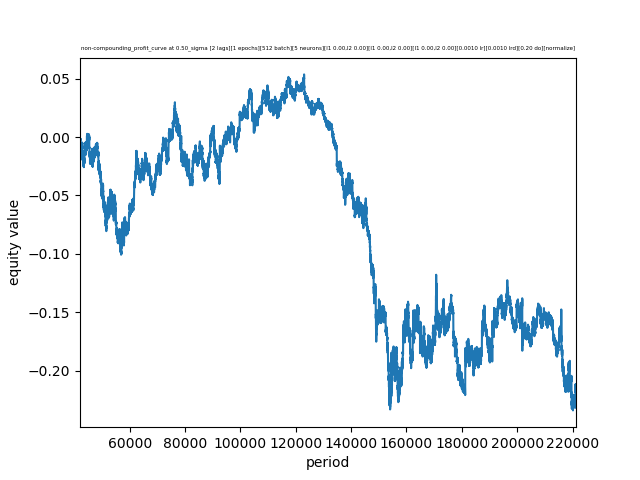 non-compounding_profit_curve at 0.50_sigma [2 lags][1 epochs][512 batch][5 neurons][l1 0.00,l2 0.00][l1 0.00,l2 0.00][l1 0.00,l2 0.00][0.0010 lr][0.0010 lrd][0.20 do][normalize]
0.05
0.00
−0.05
−0.10
−0.15
−0.20
equity value
60000 80000 100000 120000 140000 160000 180000 200000 220000
period